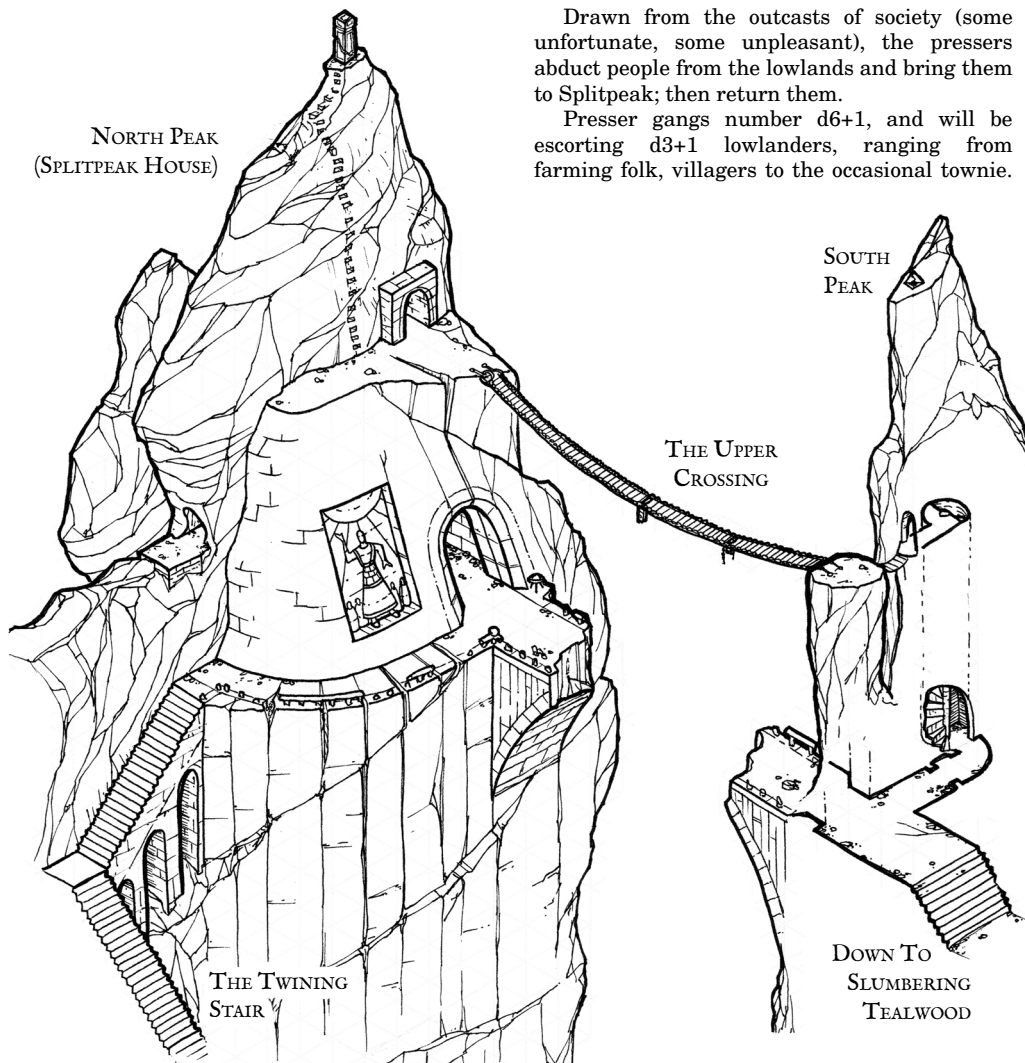 Drawn from the outcasts of society (some
unfortunate, some unpleasant), the pressers
abduct people from the lowlands and bring them
to Splitpeak; then return them.
Presser gangs number d6+1, and will be
escorting d3+1 lowlanders, ranging from
farming folk, villagers to the occasional townie.
North Peak
(Splitpeak House)
South
Peak
The Upper
Crossing
The Twining
Stair
Down To
Slumbering
Tealwood